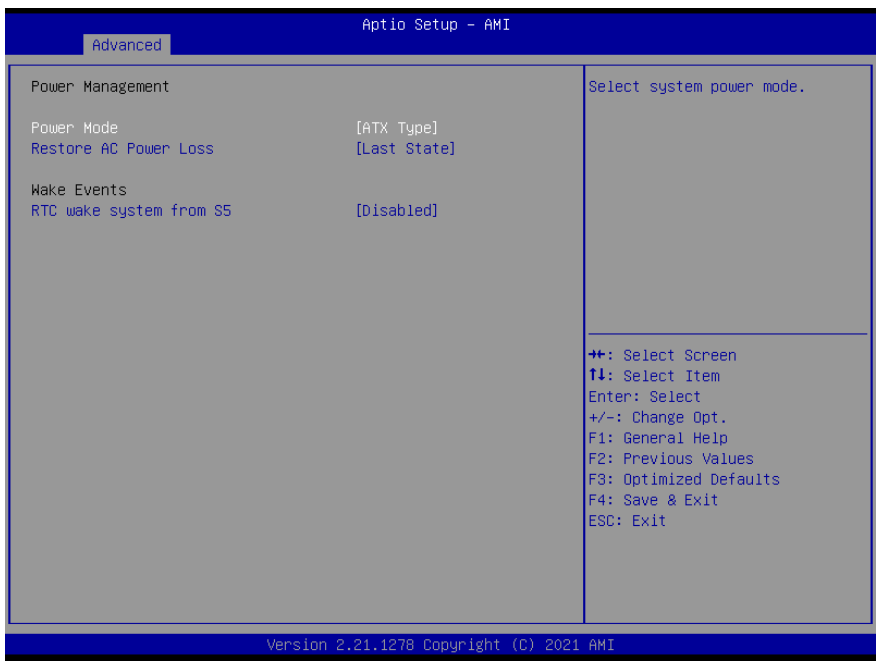 Aptio Setup – AMI
Advanced
Power Management
Power Mode [ATX Type]
Restore AC Power Loss [Last State]
Wake Events
RTC wake system from S5 [Disabled]
Select system power mode.
→←: Select Screen
↑↓: Select Item
Enter: Select
+/-: Change Opt.
F1: General Help
F2: Previous Values
F3: Optimized Defaults
F4: Save & Exit
ESC: Exit
Version 2.21.1278 Copyright (C) 2021 AMI